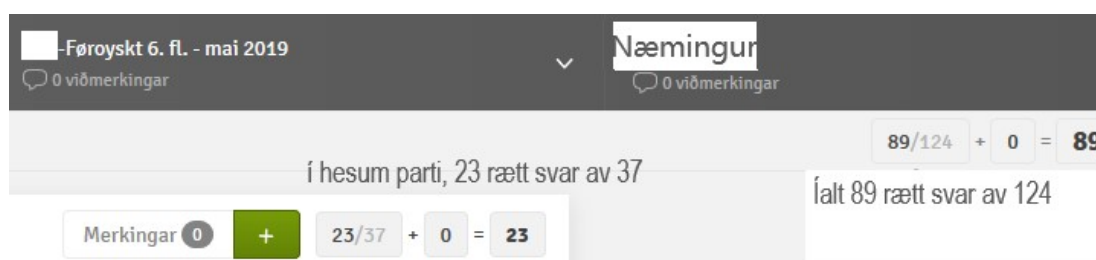 -Føroyskt 6. fl. - mai 2019
0 viðmerkingar
Næmingur
0 viðmerkingar
89/124 + 0 = 89
í hesum parti, 23 rætt svar av 37
Íalt 89 rætt svar av 124
Merkingar 0 + 23/37 + 0 = 23